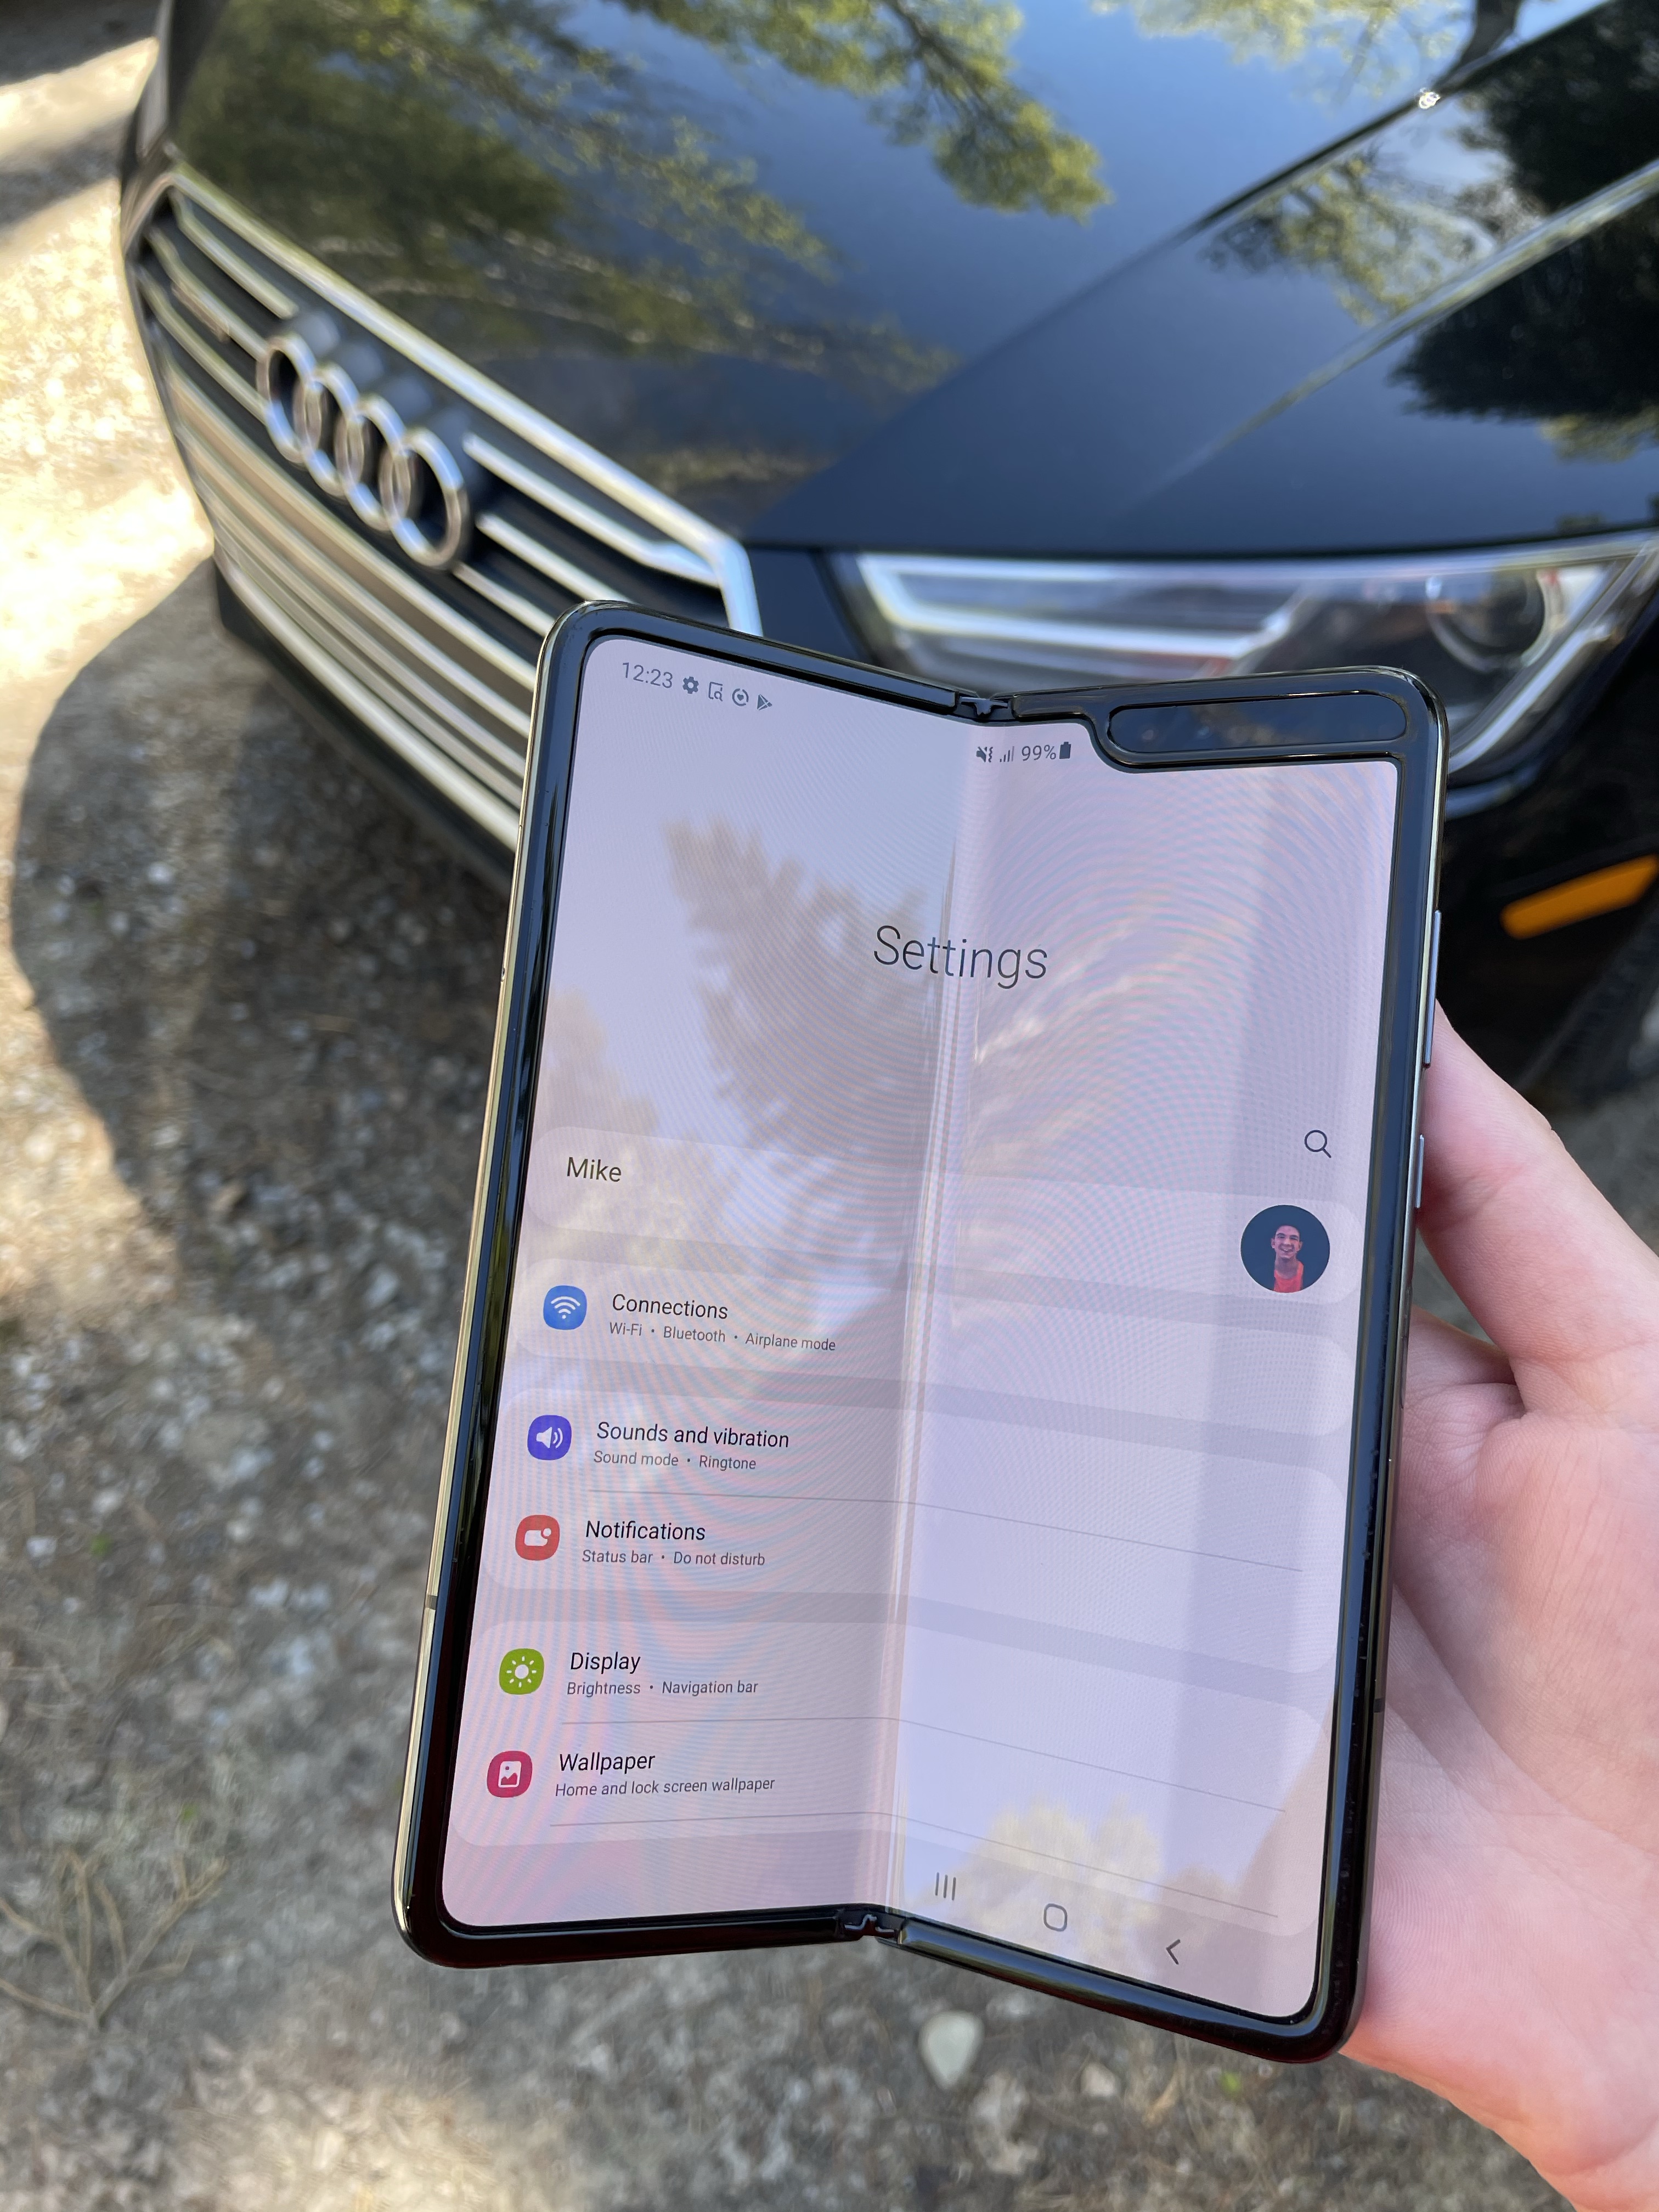 12:23
99%
Settings
Mike
Connections
Wi-Fi • Bluetooth • Airplane mode
Sounds and vibration
Sound mode • Ringtone
Notifications
Status bar • Do not disturb
Display
Brightness • Navigation bar
Wallpaper
Home and lock screen wallpaper